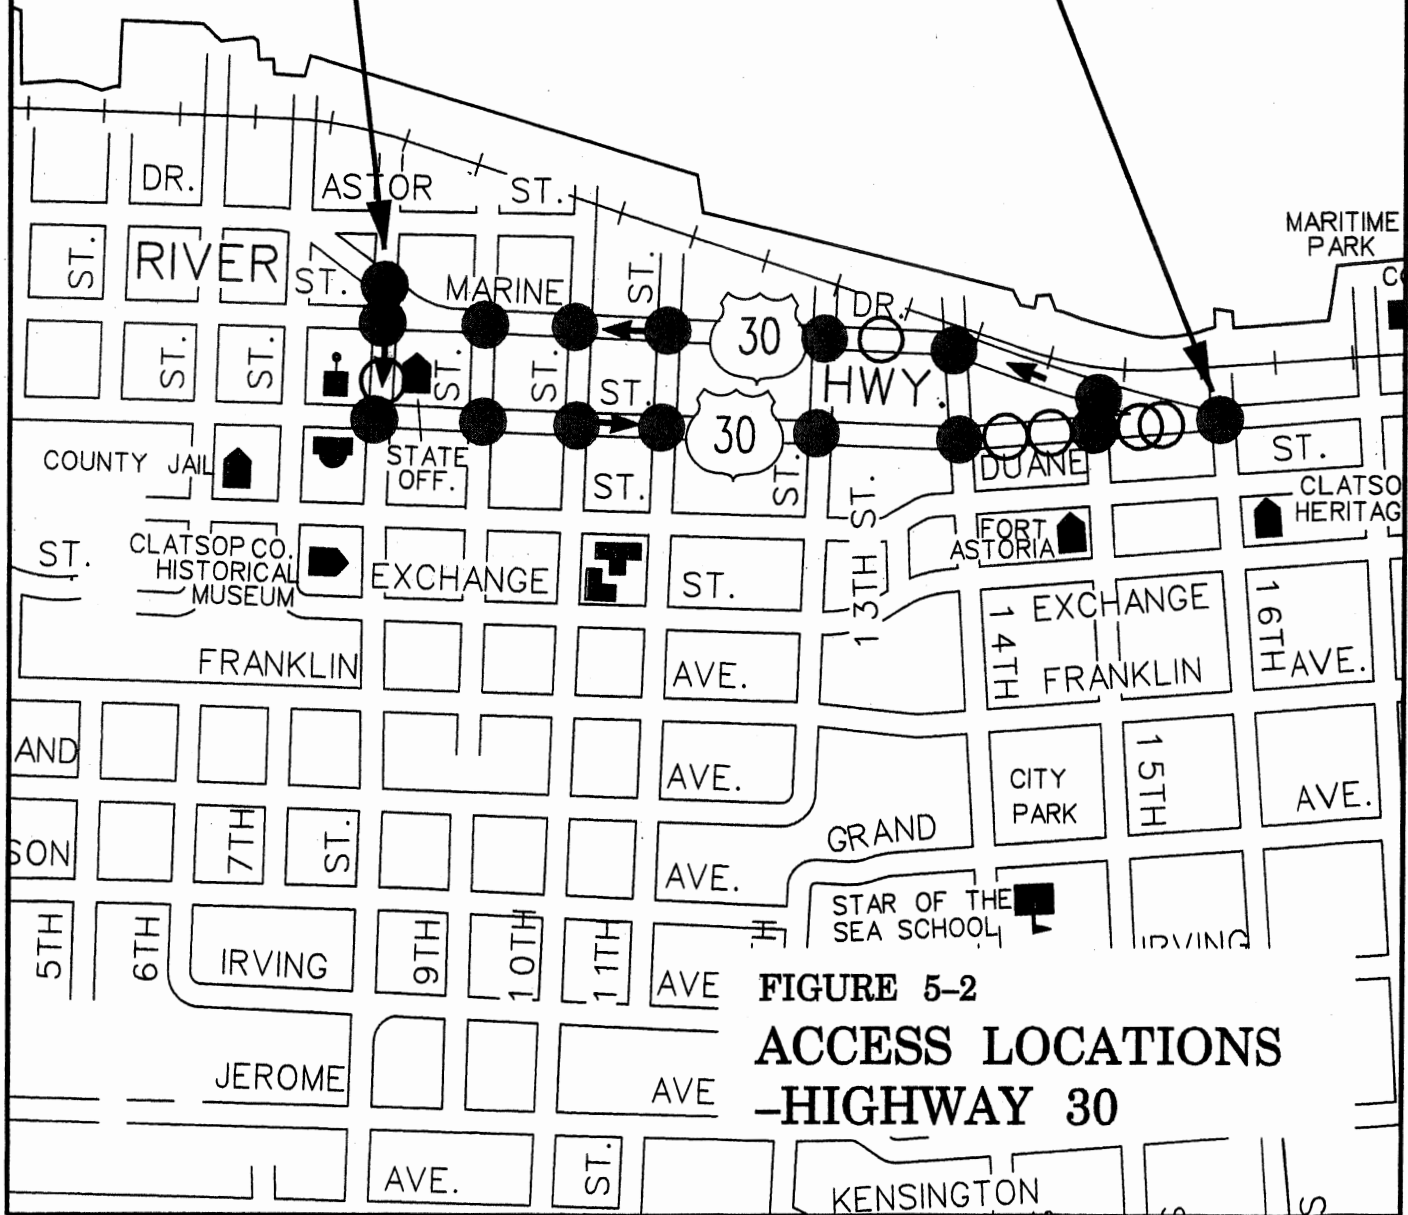 DR.
ASTOR ST.
MARITIME
PARK
ST.
RIVER
ST.
MARINE
ST.
30
DR.
ST.
ST.
ST.
ST.
ST.
HWY.
30
COUNTY JAIL
STATE
OFF.
ST.
ST.
ST.
DUANE
ST.
CLATSO
HERITAG
FORT
ASTORIA
ST.
CLATSOP CO.
HISTORICAL
MUSEUM
EXCHANGE
ST.
13TH
14TH
EXCHANGE
16TH
FRANKLIN
AVE.
FRANKLIN
AVE.
AND
AVE.
CITY
PARK
15TH
AVE.
SON
7TH
ST.
AVE.
GRAND
STAR OF THE
SEA SCHOOL
5TH
6TH
IRVING
9TH
10TH
11TH
AVE
H
IRVING
FIGURE 5-2
ACCESS LOCATIONS
-HIGHWAY 30
JEROME
AVE
AVE.
ST.
KENSINGTON